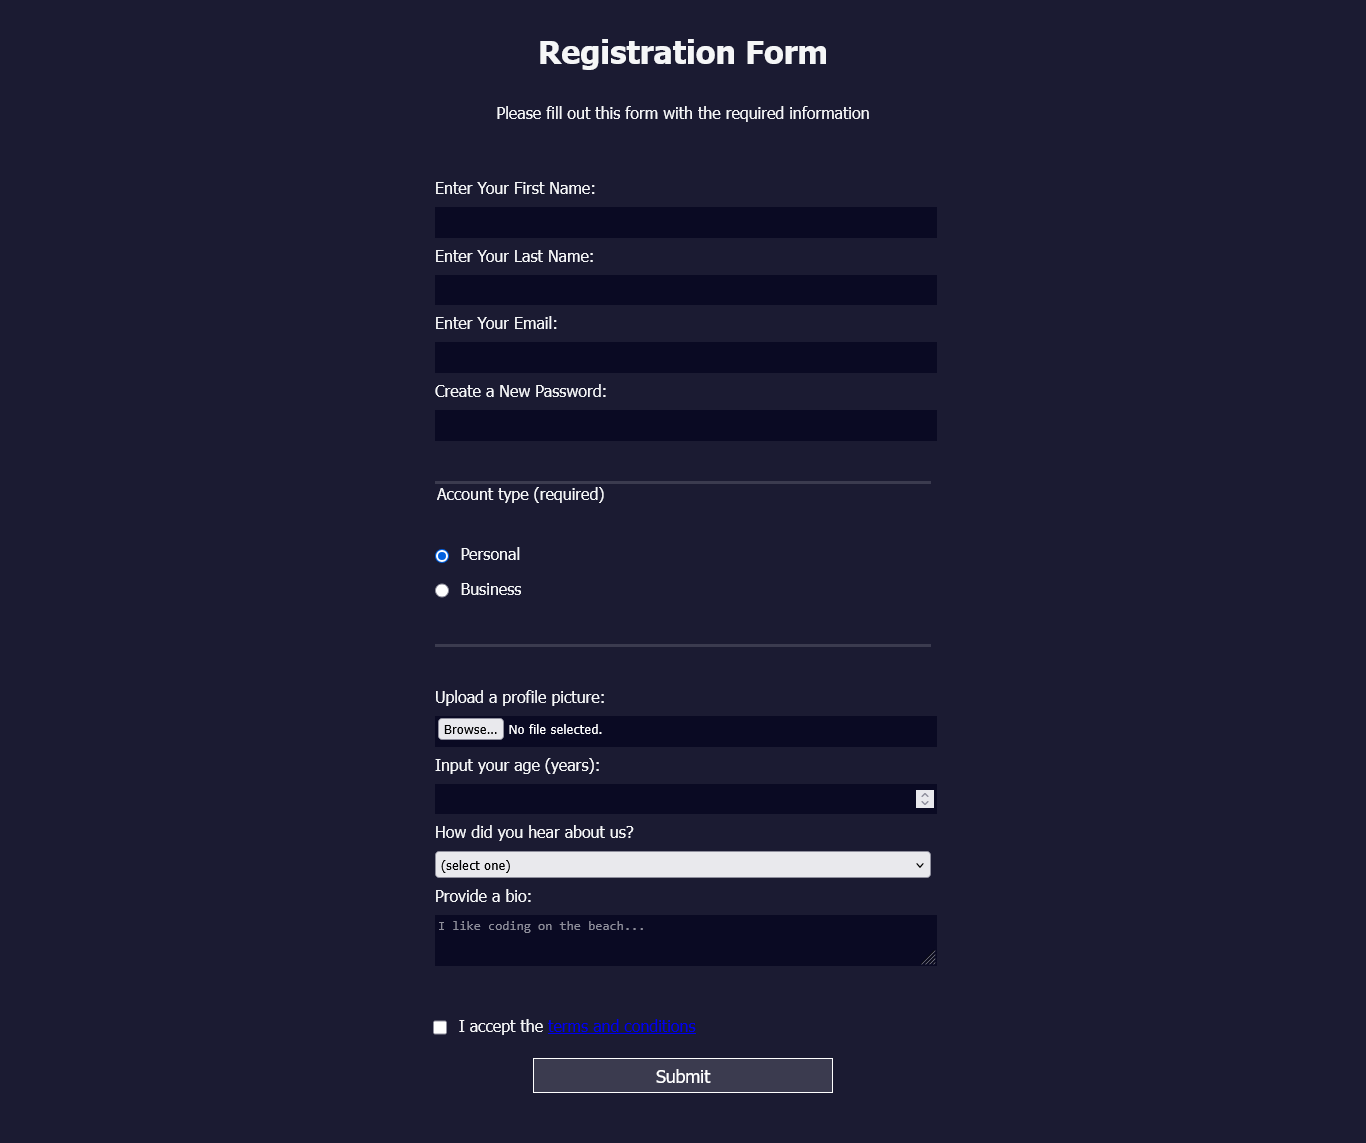 Registration Form
Please fill out this form with the required information
Enter Your First Name:
Enter Your Last Name:
Enter Your Email:
Create a New Password:
Account type (required)
Personal
Business
Upload a profile picture:
Browse... No file selected.
Input your age (years):
How did you hear about us?
(select one)
Provide a bio:
I like coding on the beach...
I accept the terms and conditions
Submit